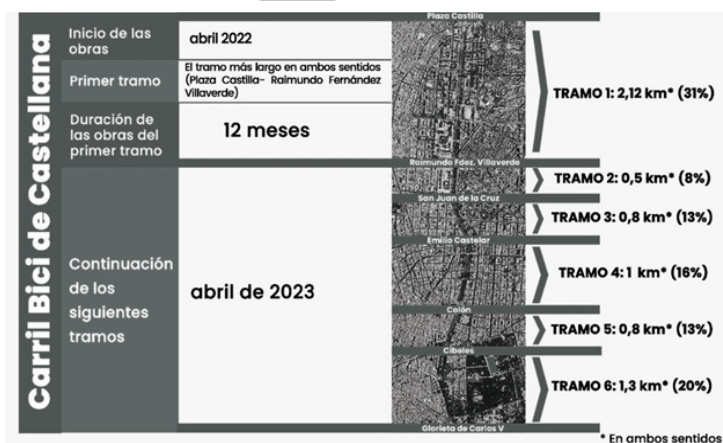 Carril Bici de Castellana
Inicio de las
obras
abril 2022
Primer tramo
El tramo más largo en ambos sentidos
(Plaza Castilla- Raimundo Fernández
Villaverde)
Duración de
las obras del
primer tramo
12 meses
Continuación
de los
siguientes
tramos
abril de 2023
Plaza Castilla
TRAMO 1: 2,12 km* (31%)
Raimundo Fdez. Villaverde
TRAMO 2: 0,5 km* (8%)
San Juan de la Cruz
TRAMO 3: 0,8 km* (13%)
Emilio Castelar
TRAMO 4: 1 km* (16%)
Colón
TRAMO 5: 0,8 km* (13%)
Cibeles
TRAMO 6: 1,3 km* (20%)
Glorieta de Carlos V
* En ambos sentidos